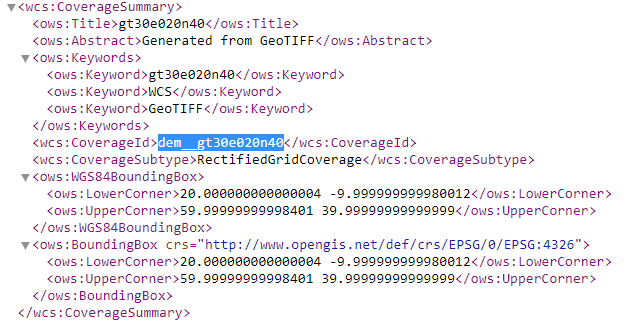 ▼<wcs:CoverageSummary>
<ows:Title>gt30e020n40</ows:Title>
<ows:Abstract>Generated from GeoTIFF</ows:Abstract>
▼<ows:Keywords>
<ows:Keyword>gt30e020n40</ows:Keyword>
<ows:Keyword>WCS</ows:Keyword>
<ows:Keyword>GeoTIFF</ows:Keyword>
</ows:Keywords>
<wcs:CoverageId>dem__gt30e020n40</wcs:CoverageId>
<wcs:CoverageSubtype>RectifiedGridCoverage</wcs:CoverageSubtype>
▼<ows:WGS84BoundingBox>
<ows:LowerCorner>20.000000000000004 -9.999999999980012</ows:LowerCorner>
<ows:UpperCorner>59.99999999998401 39.99999999999999</ows:UpperCorner>
</ows:WGS84BoundingBox>
▼<ows:BoundingBox crs="http://www.opengis.net/def/crs/EPSG/0/EPSG:4326">
<ows:LowerCorner>20.000000000000004 -9.999999999980012</ows:LowerCorner>
<ows:UpperCorner>59.99999999998401 39.99999999999999</ows:UpperCorner>
</ows:BoundingBox>
</wcs:CoverageSummary>